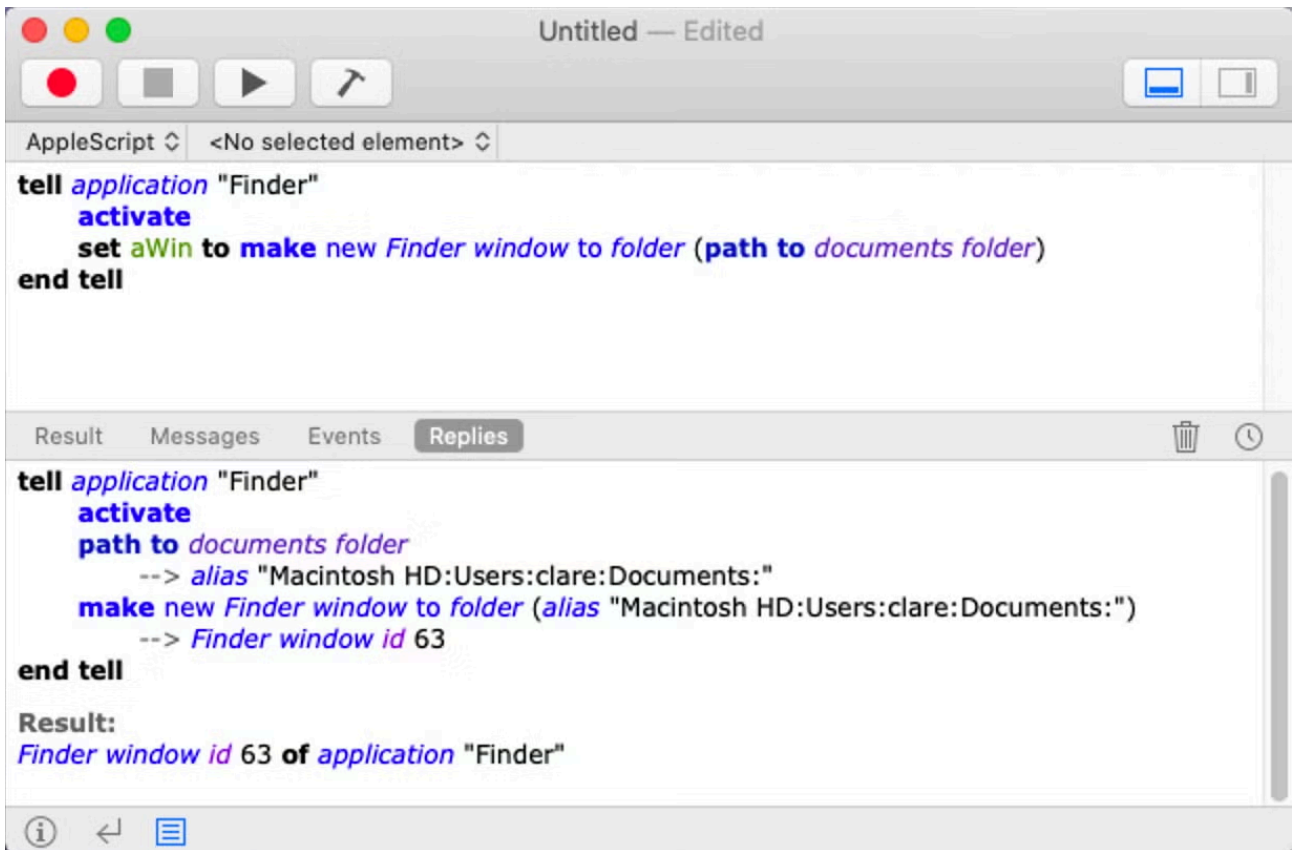 Untitled — Edited
AppleScript <No selected element>
tell application "Finder"
activate
set aWin to make new Finder window to folder (path to documents folder)
end tell
Result Messages Events Replies
tell application "Finder"
activate
path to documents folder
--> alias "Macintosh HD:Users:clare:Documents:"
make new Finder window to folder (alias "Macintosh HD:Users:clare:Documents:")
--> Finder window id 63
end tell
Result:
Finder window id 63 of application "Finder"